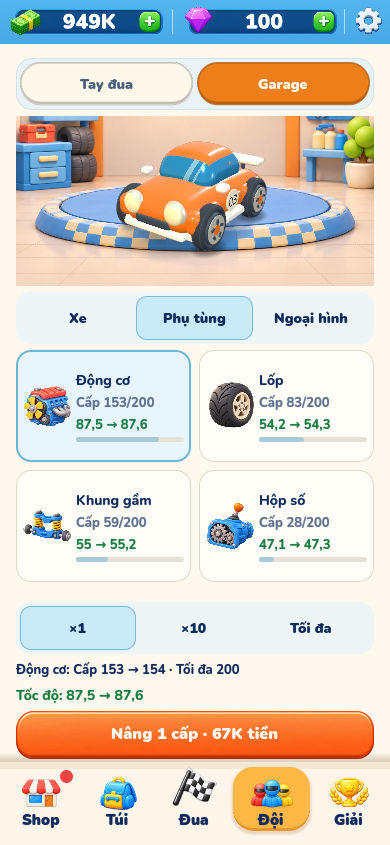 949K
100
Tay đua
Garage
03
Xe
Phụ tùng
Ngoại hình
Động cơ
Cấp 153/200
87,5 → 87,6
Lốp
Cấp 83/200
54,2 → 54,3
Khung gầm
Cấp 59/200
55 → 55,2
Hộp số
Cấp 28/200
47,1 → 47,3
×1
×10
Tối đa
Động cơ: Cấp 153 → 154 · Tối đa 200
Tốc độ: 87,5 → 87,6
Nâng 1 cấp · 67K tiền
Shop
Túi
Đua
Đội
Giải